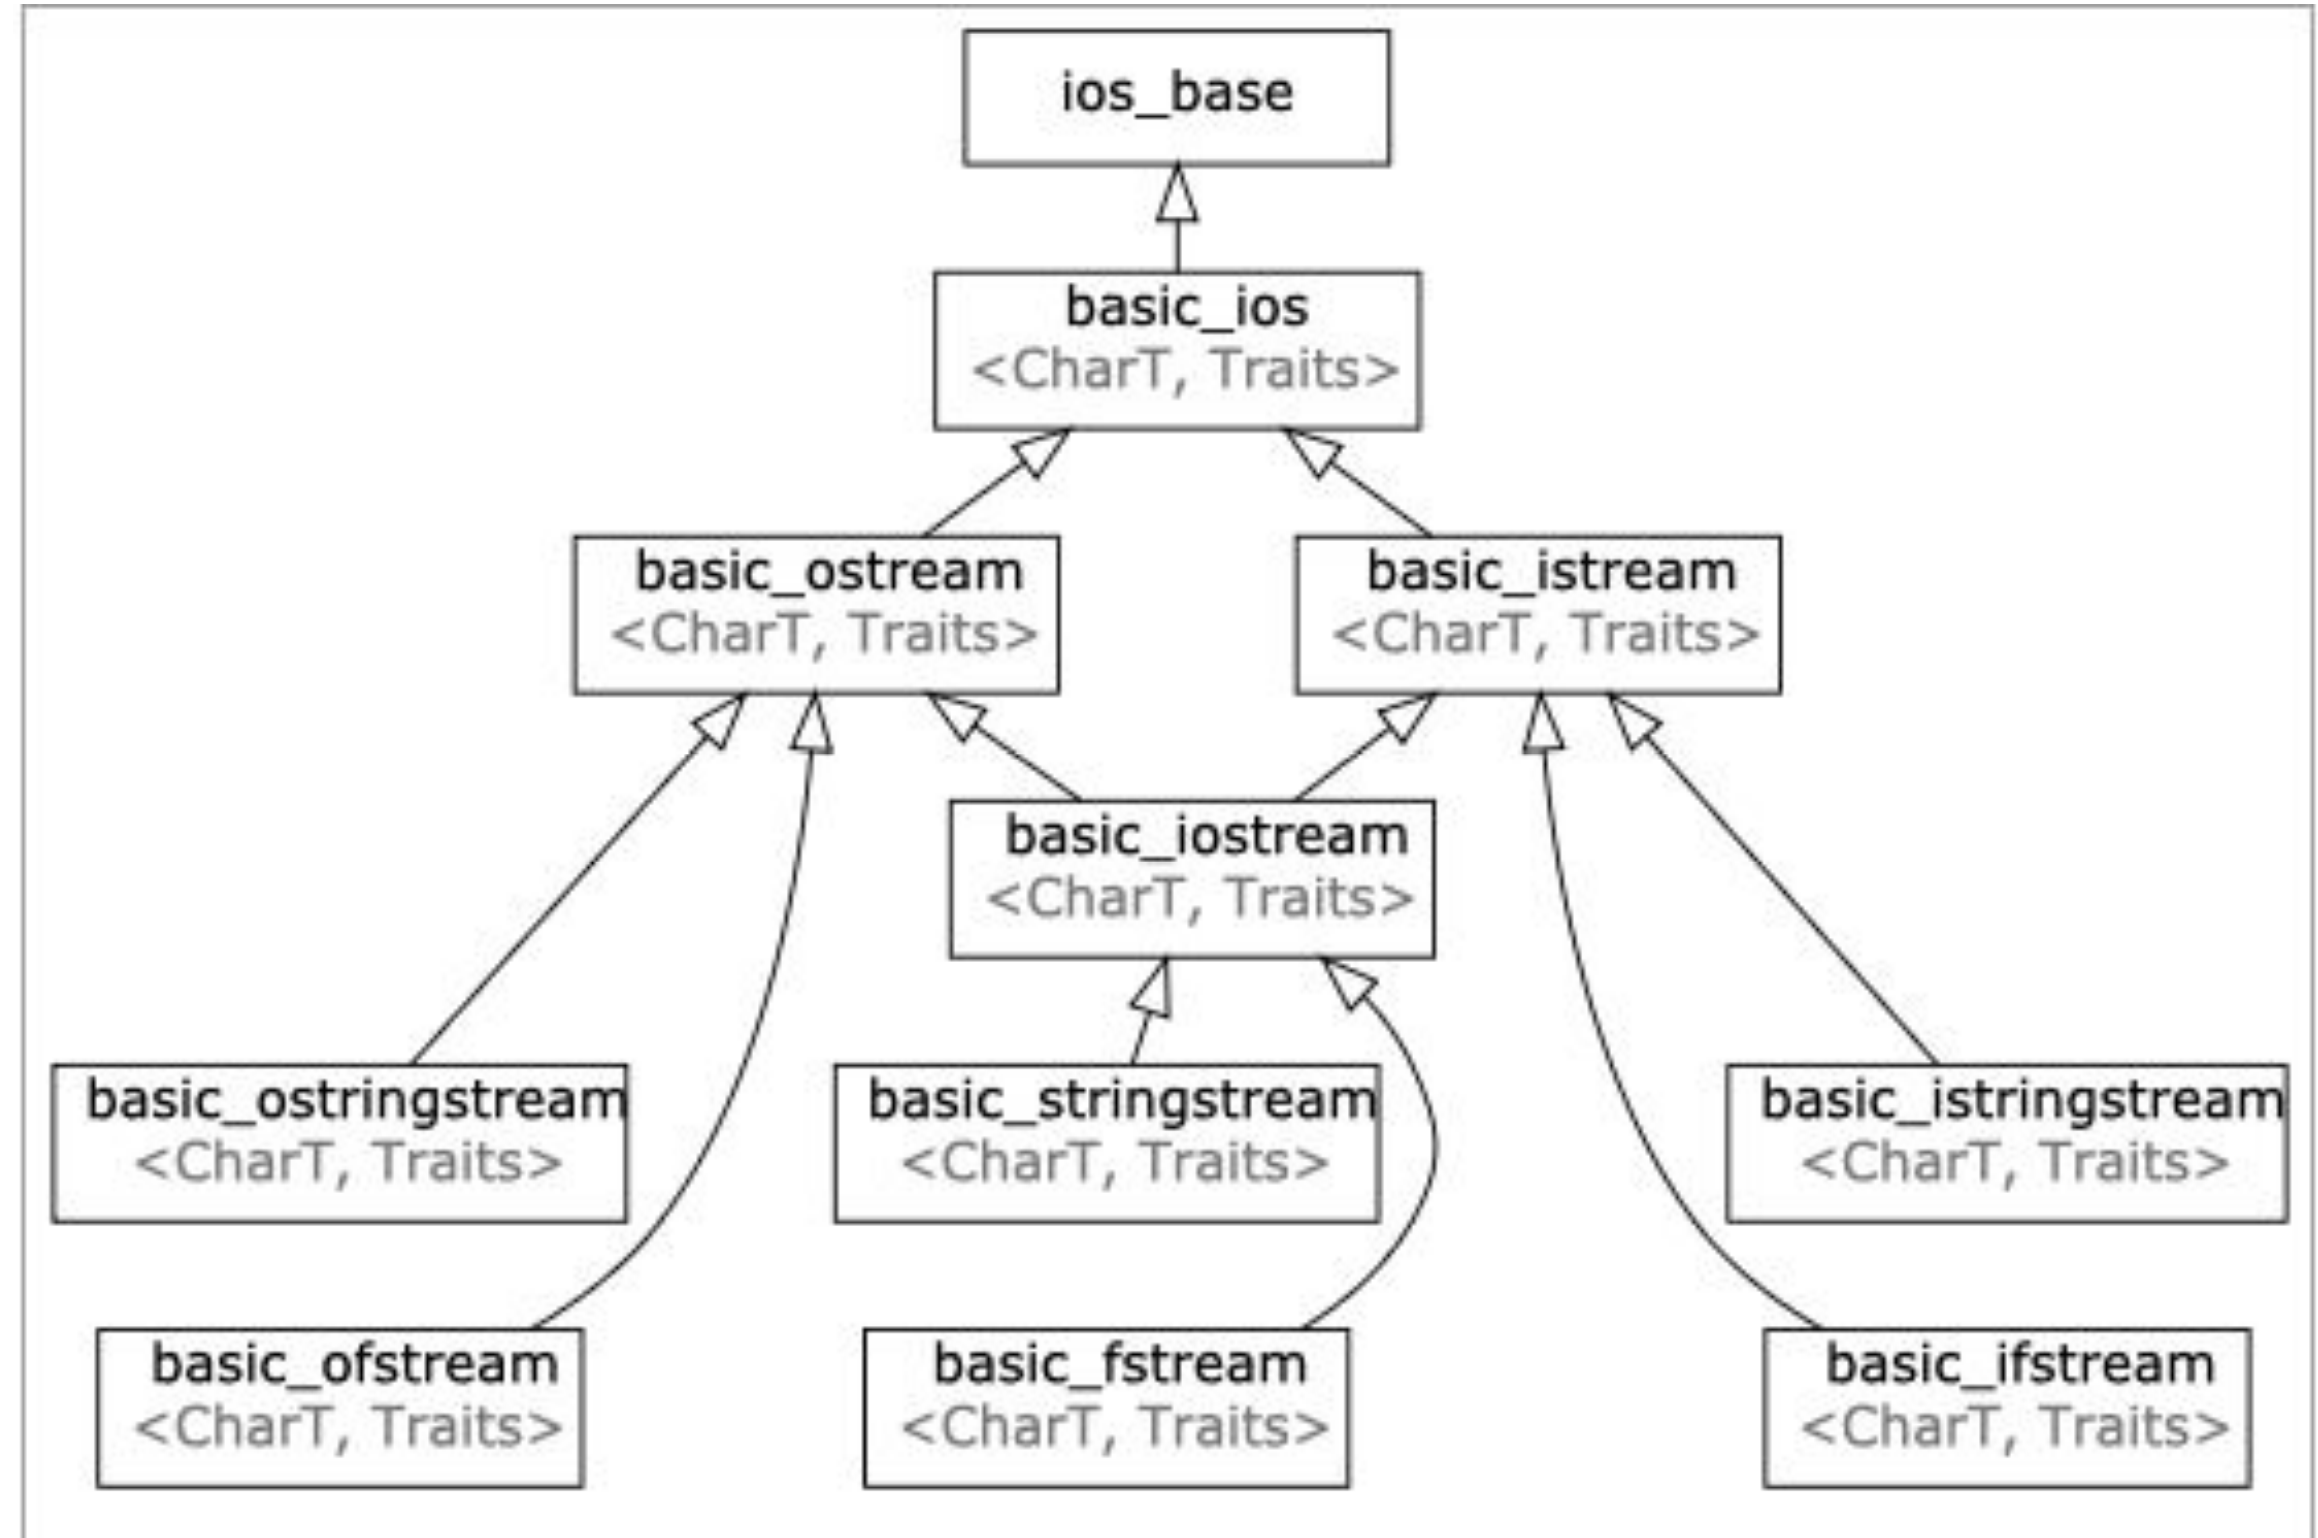 ios_base
basic_ios
<CharT, Traits>
basic_ostream
<CharT, Traits>
basic_istream
<CharT, Traits>
basic_iostream
<CharT, Traits>
basic_ostringstream
<CharT, Traits>
basic_stringstream
<CharT, Traits>
basic_istringstream
<CharT, Traits>
basic_ofstream
<CharT, Traits>
basic_fstream
<CharT, Traits>
basic_ifstream
<CharT, Traits>